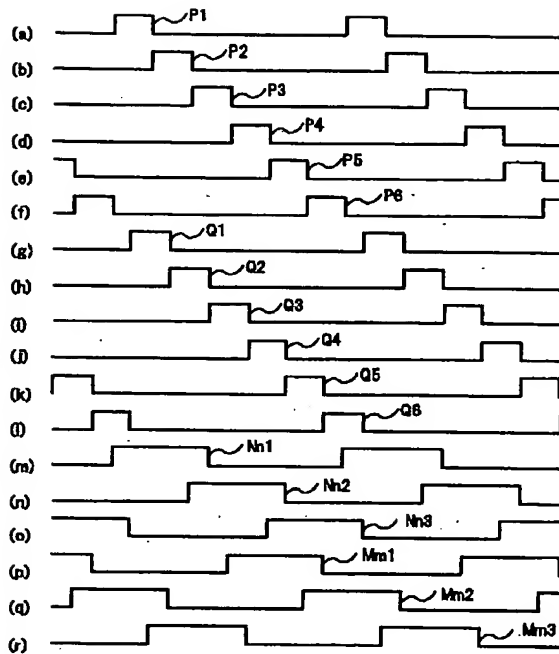 (a) P1
(b) P2
(c) P3
(d) P4
(e) P5
(f) P6
(g) Q1
(h) Q2
(i) Q3
(j) Q4
(k) Q5
(l) Q6
(m) Nn1
(n) Nn2
(o) Nn3
(p) Mm1
(q) Mm2
(r) Mm3